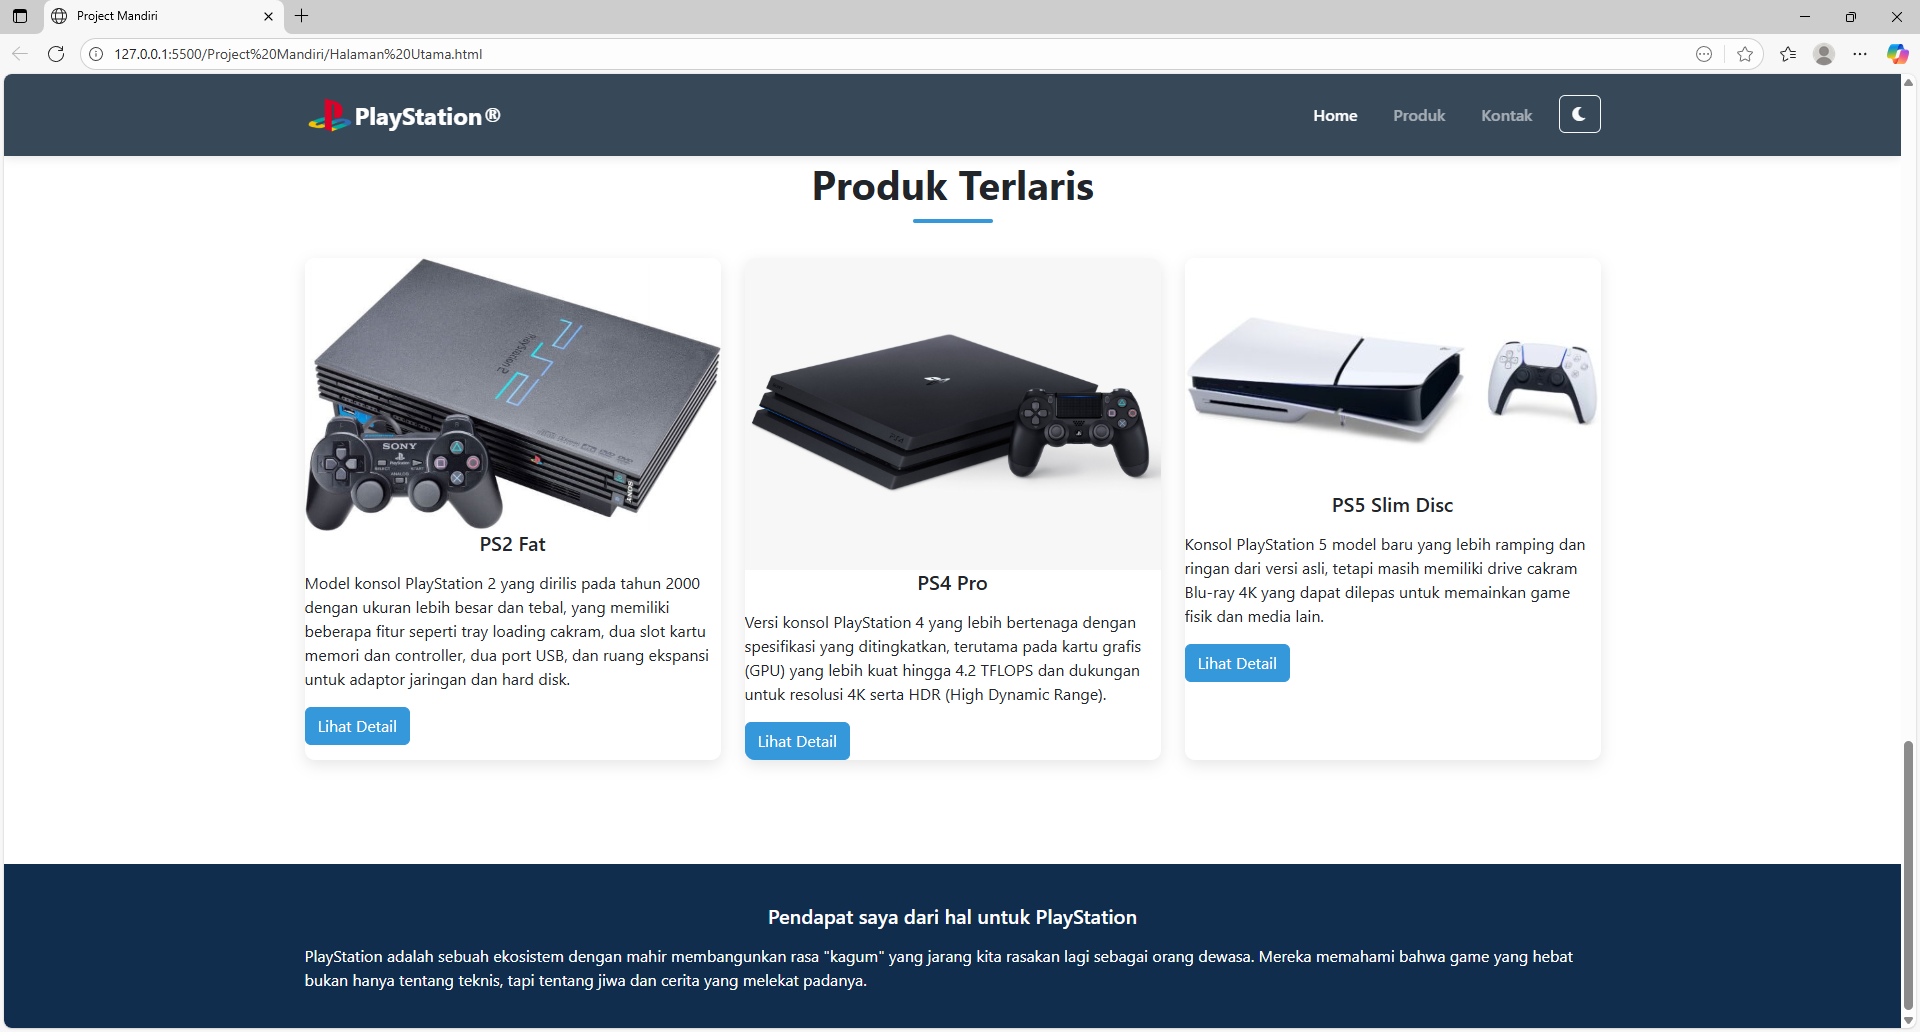 Project Mandiri
127.0.0.1:5500/Project%20Mandiri/Halaman%20Utama.html
PlayStation®
Home
Produk
Kontak
Produk Terlaris
PlayStation 2
SONY
SELECT
START
ANALOG
SONY
PS2 Fat
Model konsol PlayStation 2 yang dirilis pada tahun 2000
dengan ukuran lebih besar dan tebal, yang memiliki
beberapa fitur seperti tray loading cakram, dua slot kartu
memori dan controller, dua port USB, dan ruang ekspansi
untuk adaptor jaringan dan hard disk.
Lihat Detail
PS4
PS4 Pro
Versi konsol PlayStation 4 yang lebih bertenaga dengan
spesifikasi yang ditingkatkan, terutama pada kartu grafis
(GPU) yang lebih kuat hingga 4.2 TFLOPS dan dukungan
untuk resolusi 4K serta HDR (High Dynamic Range).
Lihat Detail
PS5 Slim Disc
Konsol PlayStation 5 model baru yang lebih ramping dan
ringan dari versi asli, tetapi masih memiliki drive cakram
Blu-ray 4K yang dapat dilepas untuk memainkan game
fisik dan media lain.
Lihat Detail
Pendapat saya dari hal untuk PlayStation
PlayStation adalah sebuah ekosistem dengan mahir membangunkan rasa "kagum" yang jarang kita rasakan lagi sebagai orang dewasa. Mereka memahami bahwa game yang hebat
bukan hanya tentang teknis, tapi tentang jiwa dan cerita yang melekat padanya.